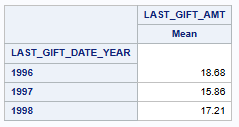 LAST_GIFT_AMT
Mean
LAST_GIFT_DATE_YEAR
1996 18.68
1997 15.86
1998 17.21